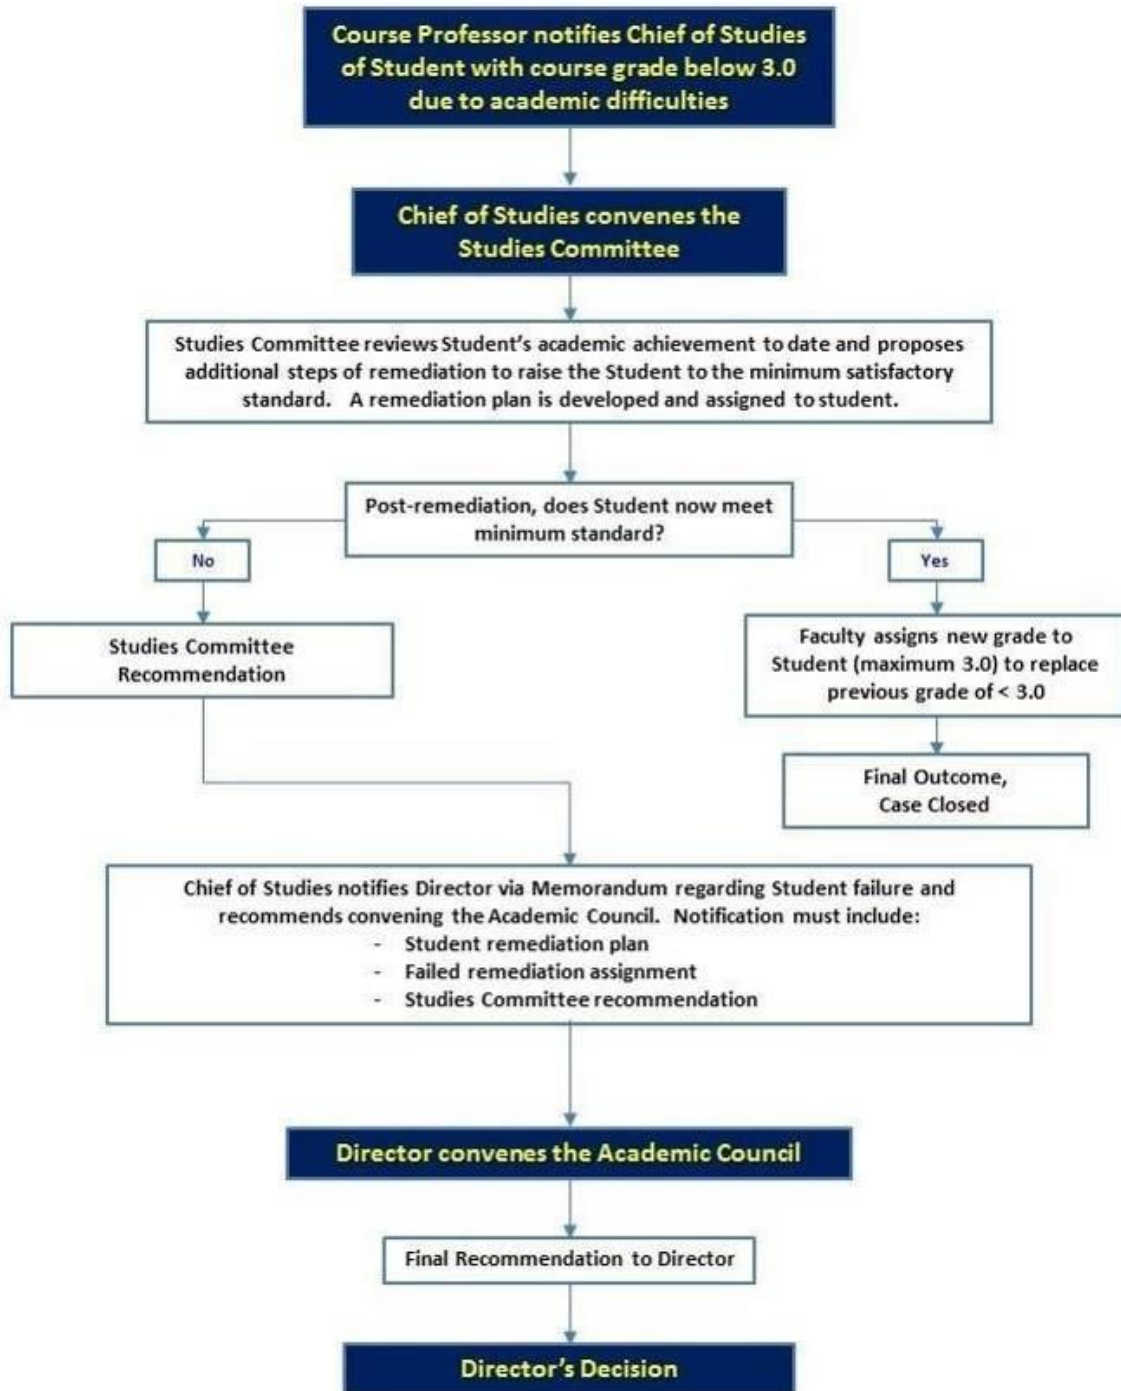 Course Professor notifies Chief of Studies
of Student with course grade below 3.0
due to academic difficulties
Chief of Studies convenes the
Studies Committee
Studies Committee reviews Student's academic achievement to date and proposes
additional steps of remediation to raise the Student to the minimum satisfactory
standard. A remediation plan is developed and assigned to student.
Post-remediation, does Student now meet
minimum standard?
No
Yes
Studies Committee
Recommendation
Faculty assigns new grade to
Student (maximum 3.0) to replace
previous grade of < 3.0
Final Outcome,
Case Closed
Chief of Studies notifies Director via Memorandum regarding Student failure and
recommends convening the Academic Council. Notification must include:
- Student remediation plan
- Failed remediation assignment
- Studies Committee recommendation
Director convenes the Academic Council
Final Recommendation to Director
Director's Decision